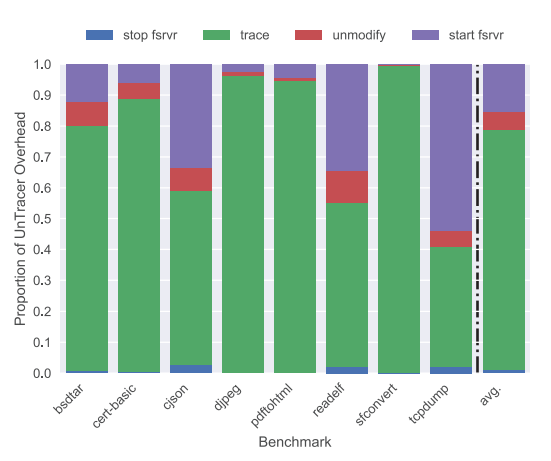 stop fsrvr trace unmodify start fsrvr
Proportion of UnTracer Overhead
1.0
0.9
0.8
0.7
0.6
0.5
0.4
0.3
0.2
0.1
0.0
bsdtar cert-basic cjson djpeg pdftohtml readelf sfconvert tcpdump avg.
Benchmark